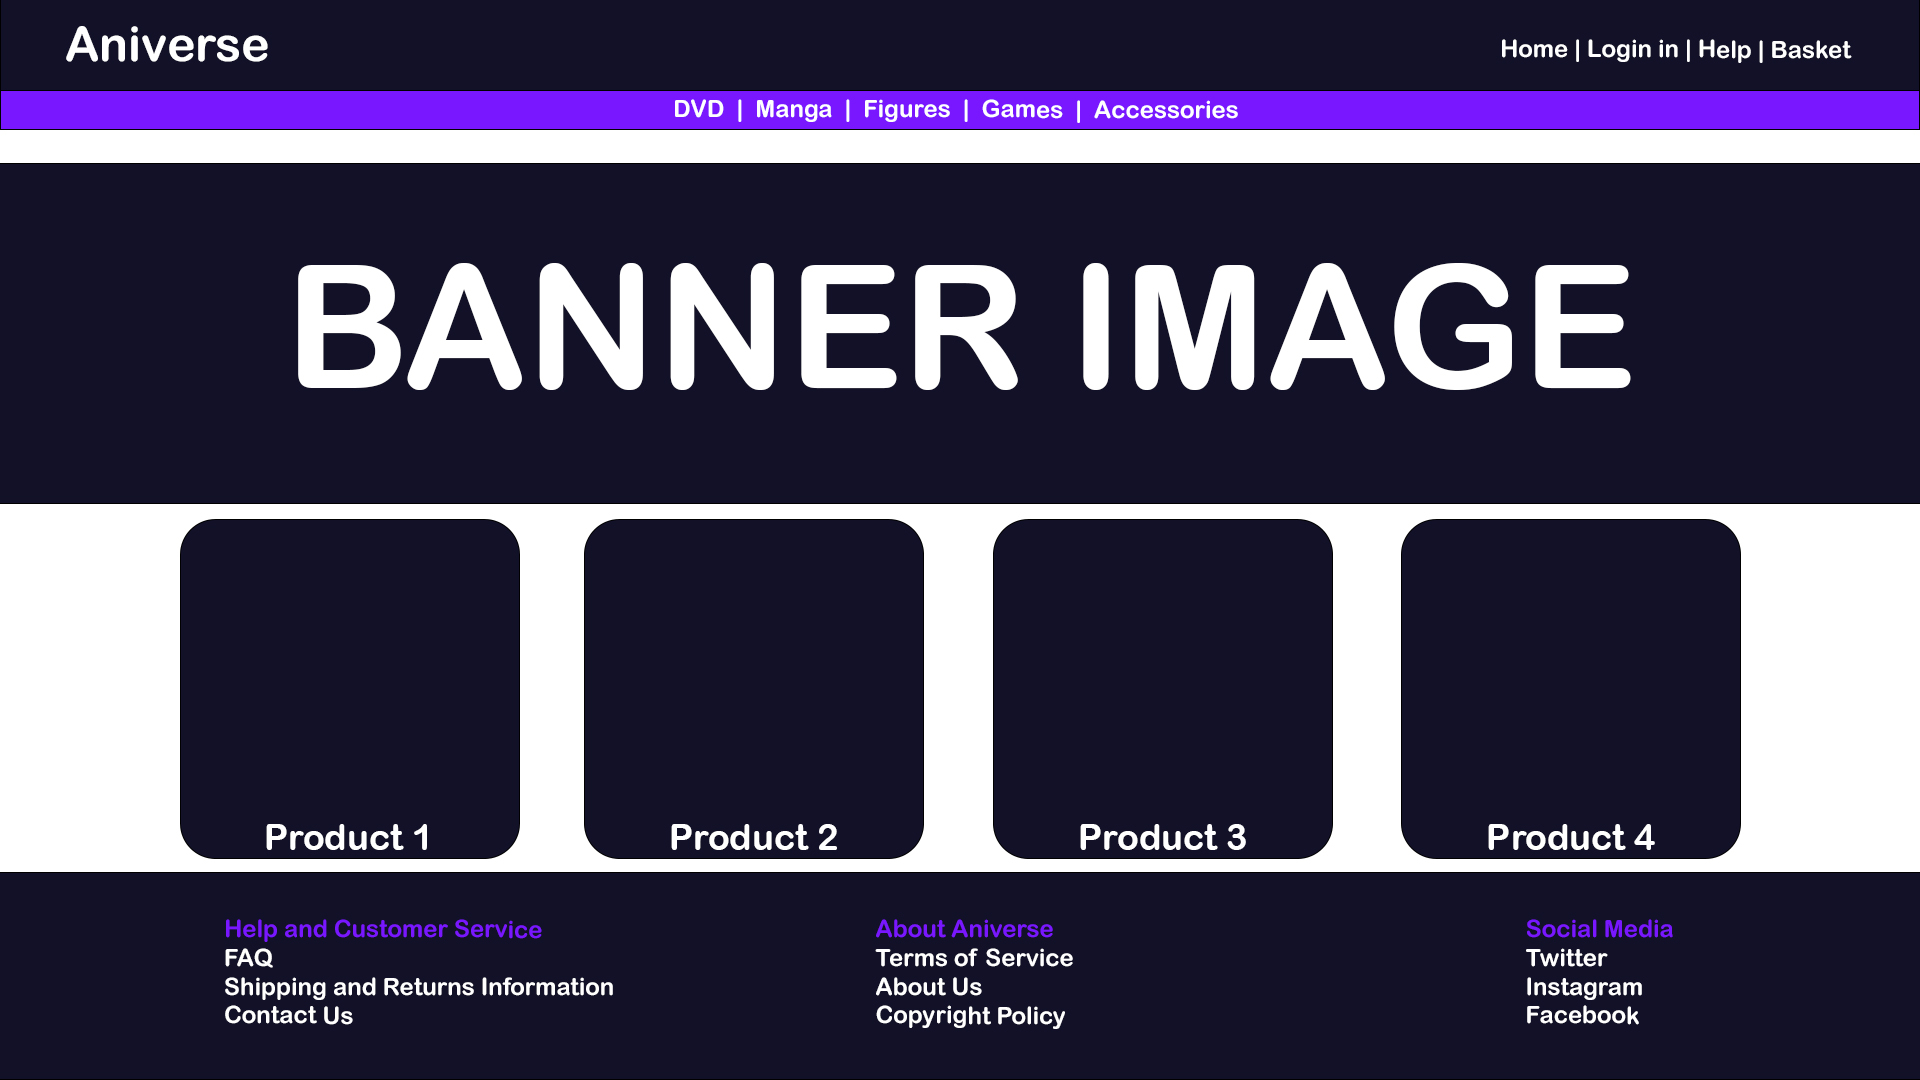 Aniverse
Home | Login in | Help | Basket
DVD | Manga | Figures | Games | Accessories
BANNER IMAGE
Product 1
Product 2
Product 3
Product 4
Help and Customer Service
FAQ
Shipping and Returns Information
Contact Us
About Aniverse
Terms of Service
About Us
Copyright Policy
Social Media
Twitter
Instagram
Facebook